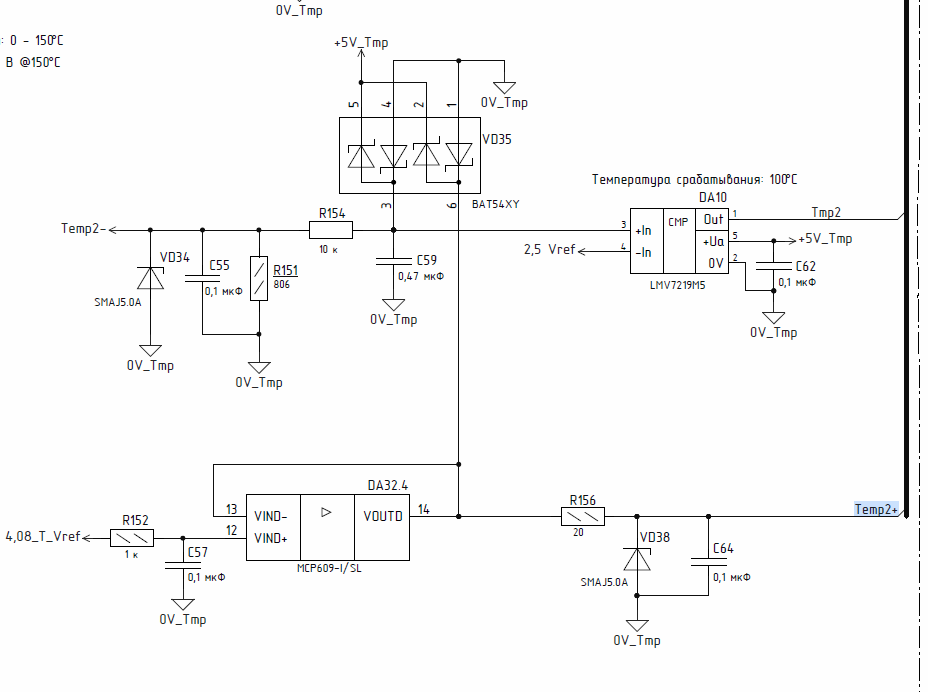 0V_Tmp
: 0 - 150°C
В @150°C
+5V_Tmp
0V_Tmp
5
4
2
1
VD35
3
6
BAT54XY
Температура срабатывания: 100°C
DA10
Temp2-
R154
10 к
3
+In
CMP
Out
1
Tmp2
2,5 Vref
4
-In
+Ua
5
+5V_Tmp
0V
2
LMV7219M5
C62
0,1 мкФ
0V_Tmp
VD34
SMAJ5.0A
0V_Tmp
C55
0,1 мкФ
R151
806
0V_Tmp
C59
0,47 мкФ
0V_Tmp
DA32.4
13
VIND-
12
VIND+
VOUTD
14
MCP609-I/SL
4,08_T_Vref
R152
1 к
C57
0,1 мкФ
0V_Tmp
R156
20
Temp2+
VD38
SMAJ5.0A
C64
0,1 мкФ
0V_Tmp